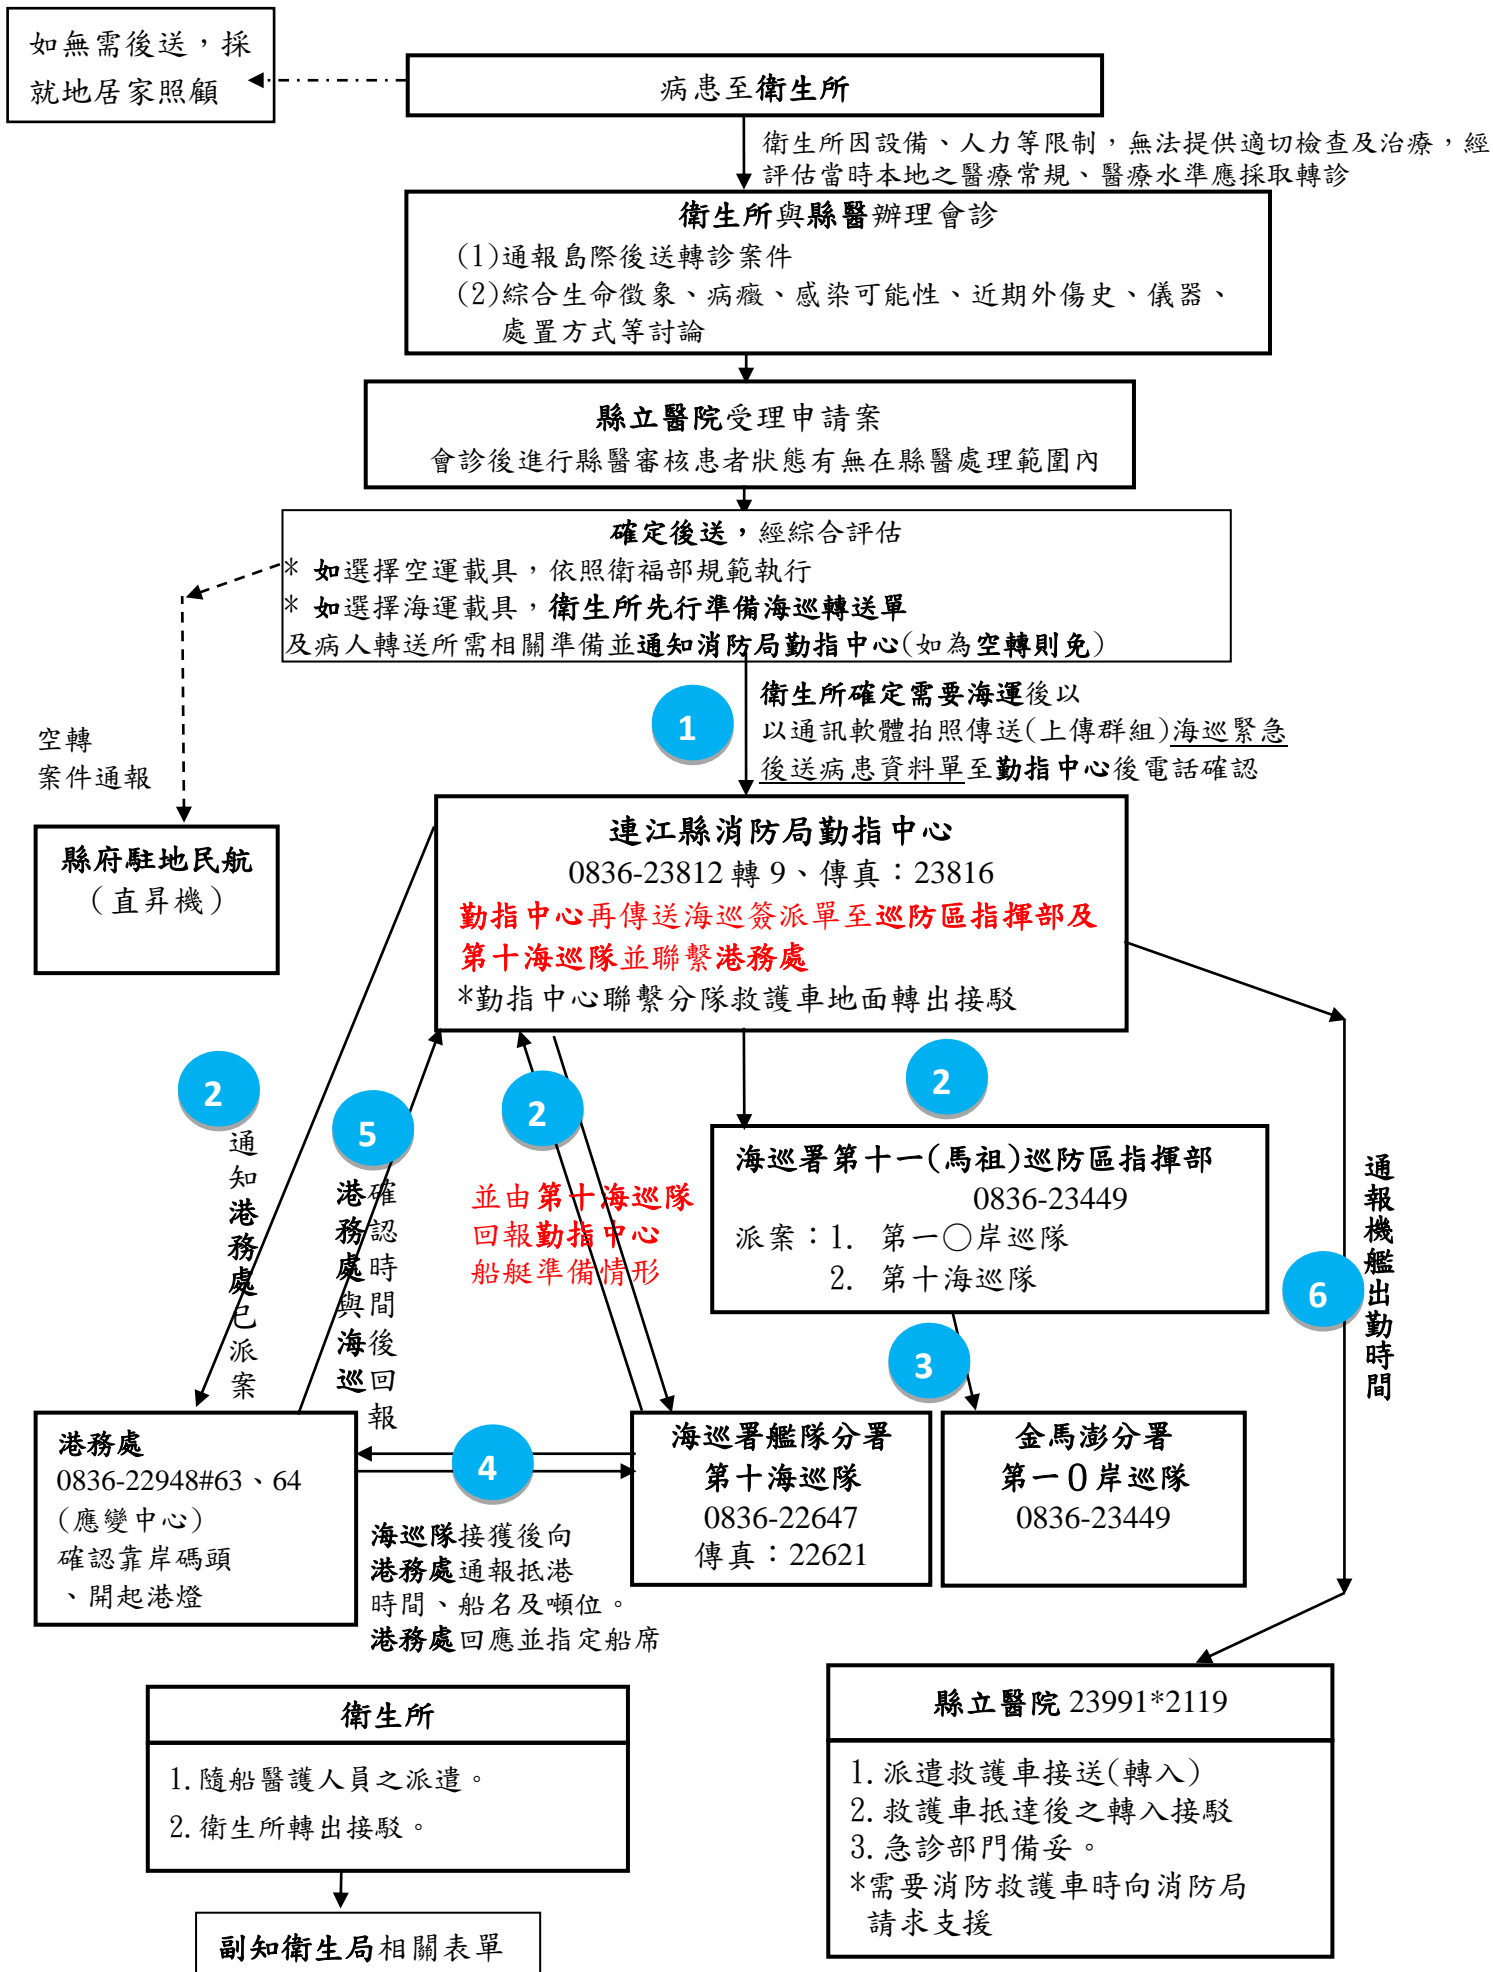 如無需後送，採
就地居家照顧
病患至衛生所
衛生所因設備、人力等限制，無法提供適切檢查及治療，經
評估當時本地之醫療常規、醫療水準應採取轉診
衛生所與縣醫辦理會診
(1)通報島際後送轉診案件
(2)綜合生命徵象、病癥、感染可能性、近期外傷史、儀器、
處置方式等討論
縣立醫院受理申請案
會診後進行縣醫審核患者狀態有無在縣醫處理範圍內
確定後送，經綜合評估
* 如選擇空運載具，依照衛福部規範執行
* 如選擇海運載具，衛生所先行準備海巡轉送單
及病人轉送所需相關準備並通知消防局勤指中心(如為空轉則免)
1
衛生所確定需要海運後以
以通訊軟體拍照傳送(上傳群組)海巡緊急
後送病患資料單至勤指中心後電話確認
空轉
案件通報
縣府駐地民航
（直昇機）
連江縣消防局勤指中心
0836-23812 轉 9、傳真：23816
勤指中心再傳送海巡簽派單至巡防區指揮部及
第十海巡隊並聯繫港務處
*勤指中心聯繫分隊救護車地面轉出接駁
2
通知港務處已派案
5
港務處與海巡
確認時間後回報
2
並由第十海巡隊
回報勤指中心
船艇準備情形
2
海巡署第十一(馬祖)巡防區指揮部
0836-23449
派案：1. 第一○岸巡隊
2. 第十海巡隊
通報機艦出勤時間
6
3
港務處
0836-22948#63、64
(應變中心)
確認靠岸碼頭
、開起港燈
4
海巡隊接獲後向
港務處通報抵港
時間、船名及噸位。
港務處回應並指定船席
海巡署艦隊分署
第十海巡隊
0836-22647
傳真：22621
金馬澎分署
第一0岸巡隊
0836-23449
衛生所
1.隨船醫護人員之派遣。
2.衛生所轉出接駁。
副知衛生局相關表單
縣立醫院 23991*2119
1.派遣救護車接送(轉入)
2.救護車抵達後之轉入接駁
3.急診部門備妥。
*需要消防救護車時向消防局
請求支援